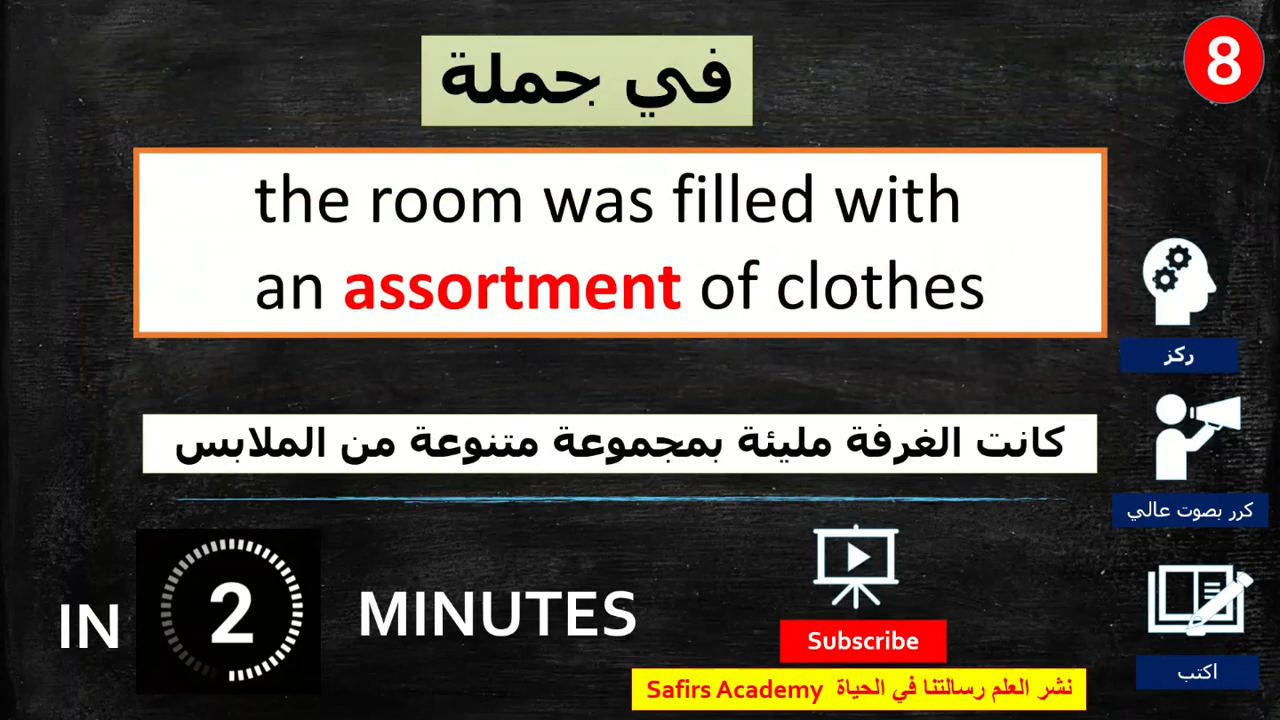 8
في جملة
the room was filled with
an assortment of clothes
ركز
كانت الغرفة مليئة بمجموعة متنوعة من الملابس
كرر بصوت عالي
IN 2 MINUTES
Subscribe
اكتب
نشر العلم رسالتنا في الحياة Safirs Academy